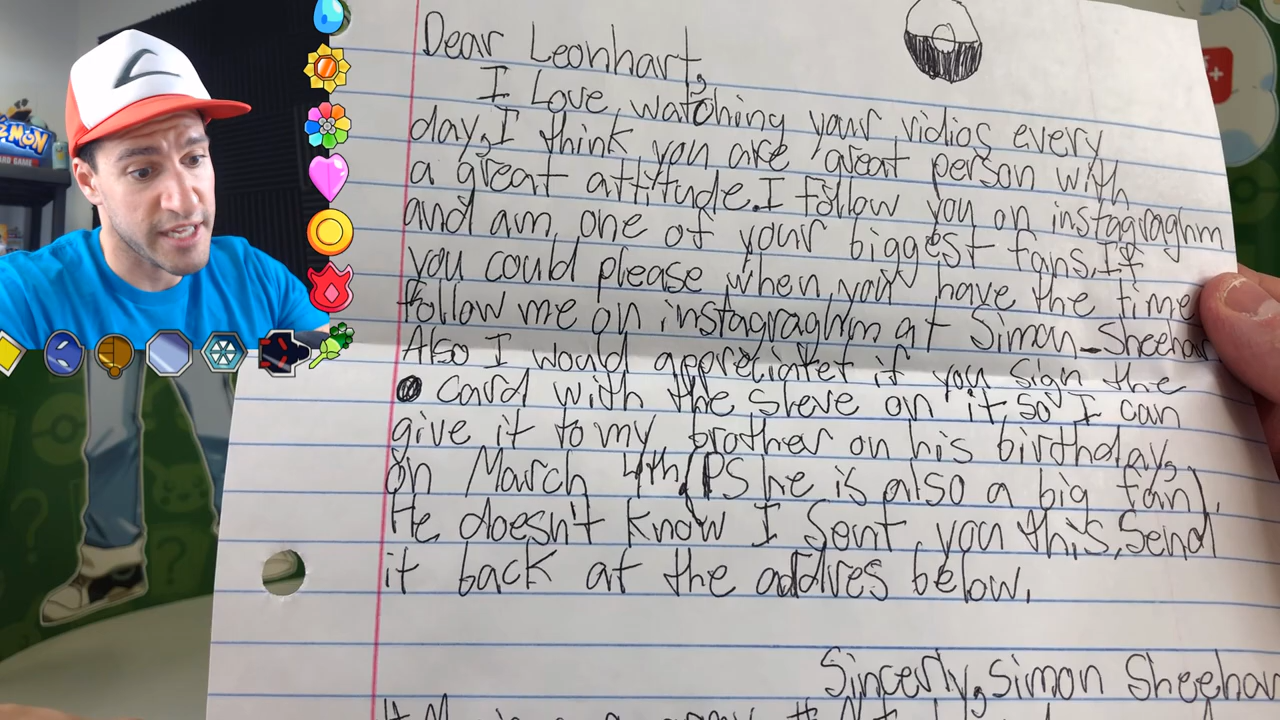 Dear Leonhart,
I Love watching your vidios every
day, I think you are great person with
a great attitude. I follow you on instagraghm
and am one of your biggest fans. If
you could please when you have the time
follow me on instagraghm at Simon_Sheehan
Also I would appreciatet if you sign the
card with the sleve on it so I can
give it to my brother on his birthday,
on March 4th, (PS he is also a big fan).
He doesn't know I sent you this, Send
it back at the addres below.
Sincerly, Simon Sheehan